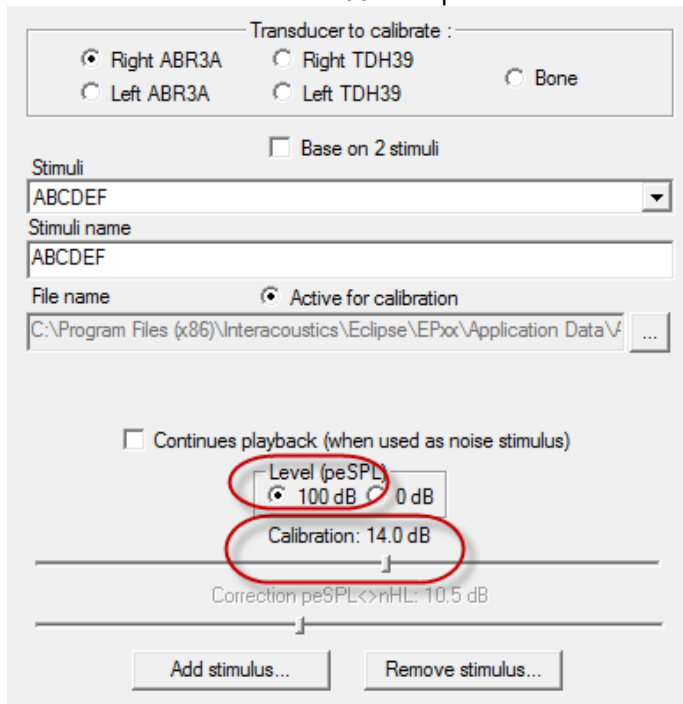 Transducer to calibrate :
Right ABR3A Right TDH39
Bone
Left ABR3A Left TDH39
Base on 2 stimuli
Stimuli
ABCDEF
Stimuli name
ABCDEF
File name Active for calibration
C:\Program Files (x86)\Interacoustics\Eclipse\EPxx\Application Data\A ...
Continues playback (when used as noise stimulus)
Level (peSPL)
100 dB 0 dB
Calibration: 14.0 dB
Correction peSPL<>nHL: 10.5 dB
Add stimulus... Remove stimulus...